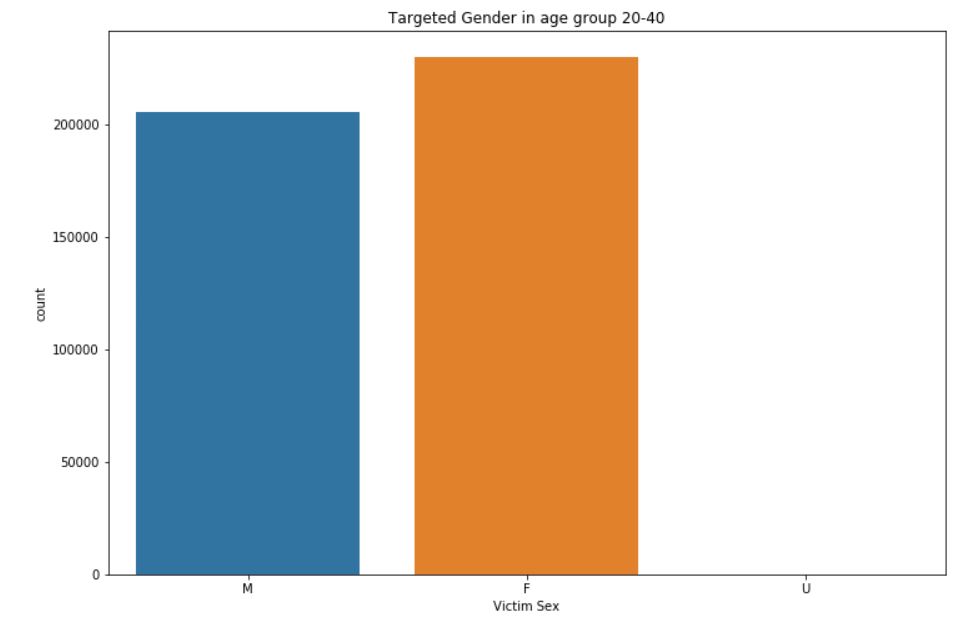 Targeted Gender in age group 20-40
200000
150000
100000
50000
0
count
M
F
U
Victim Sex